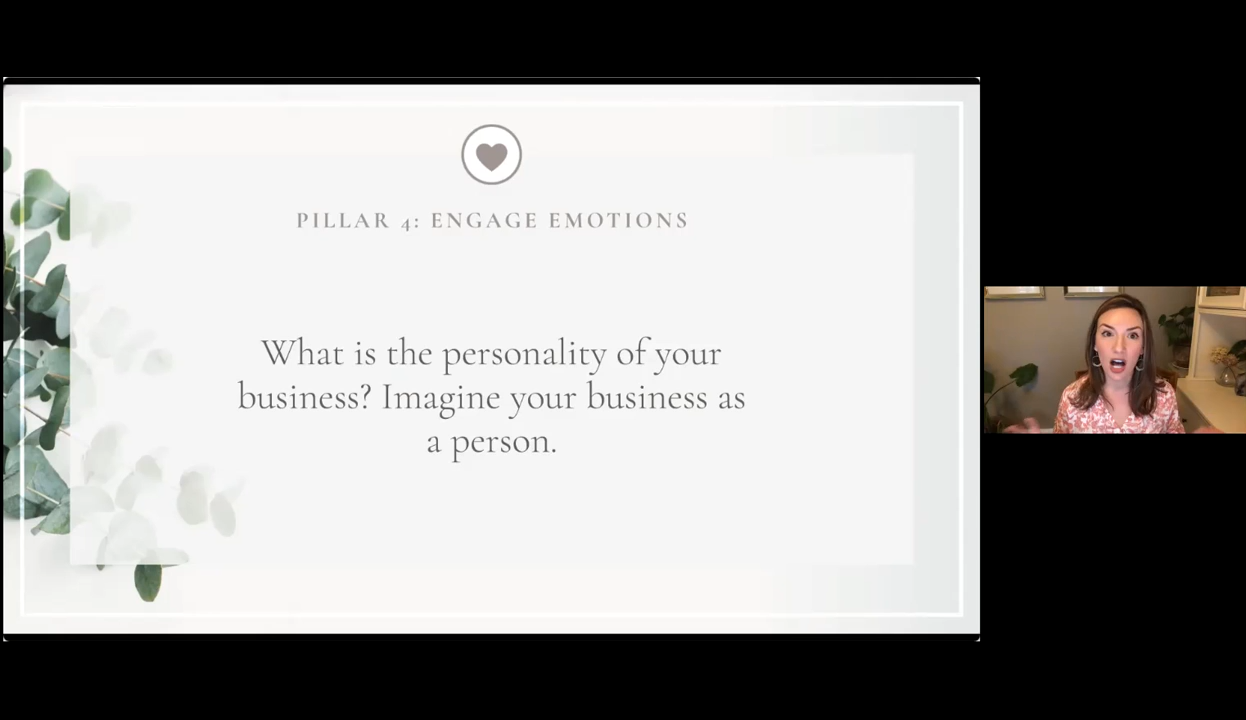 PILLAR 4: ENGAGE EMOTIONS
What is the personality of your
business? Imagine your business as
a person.